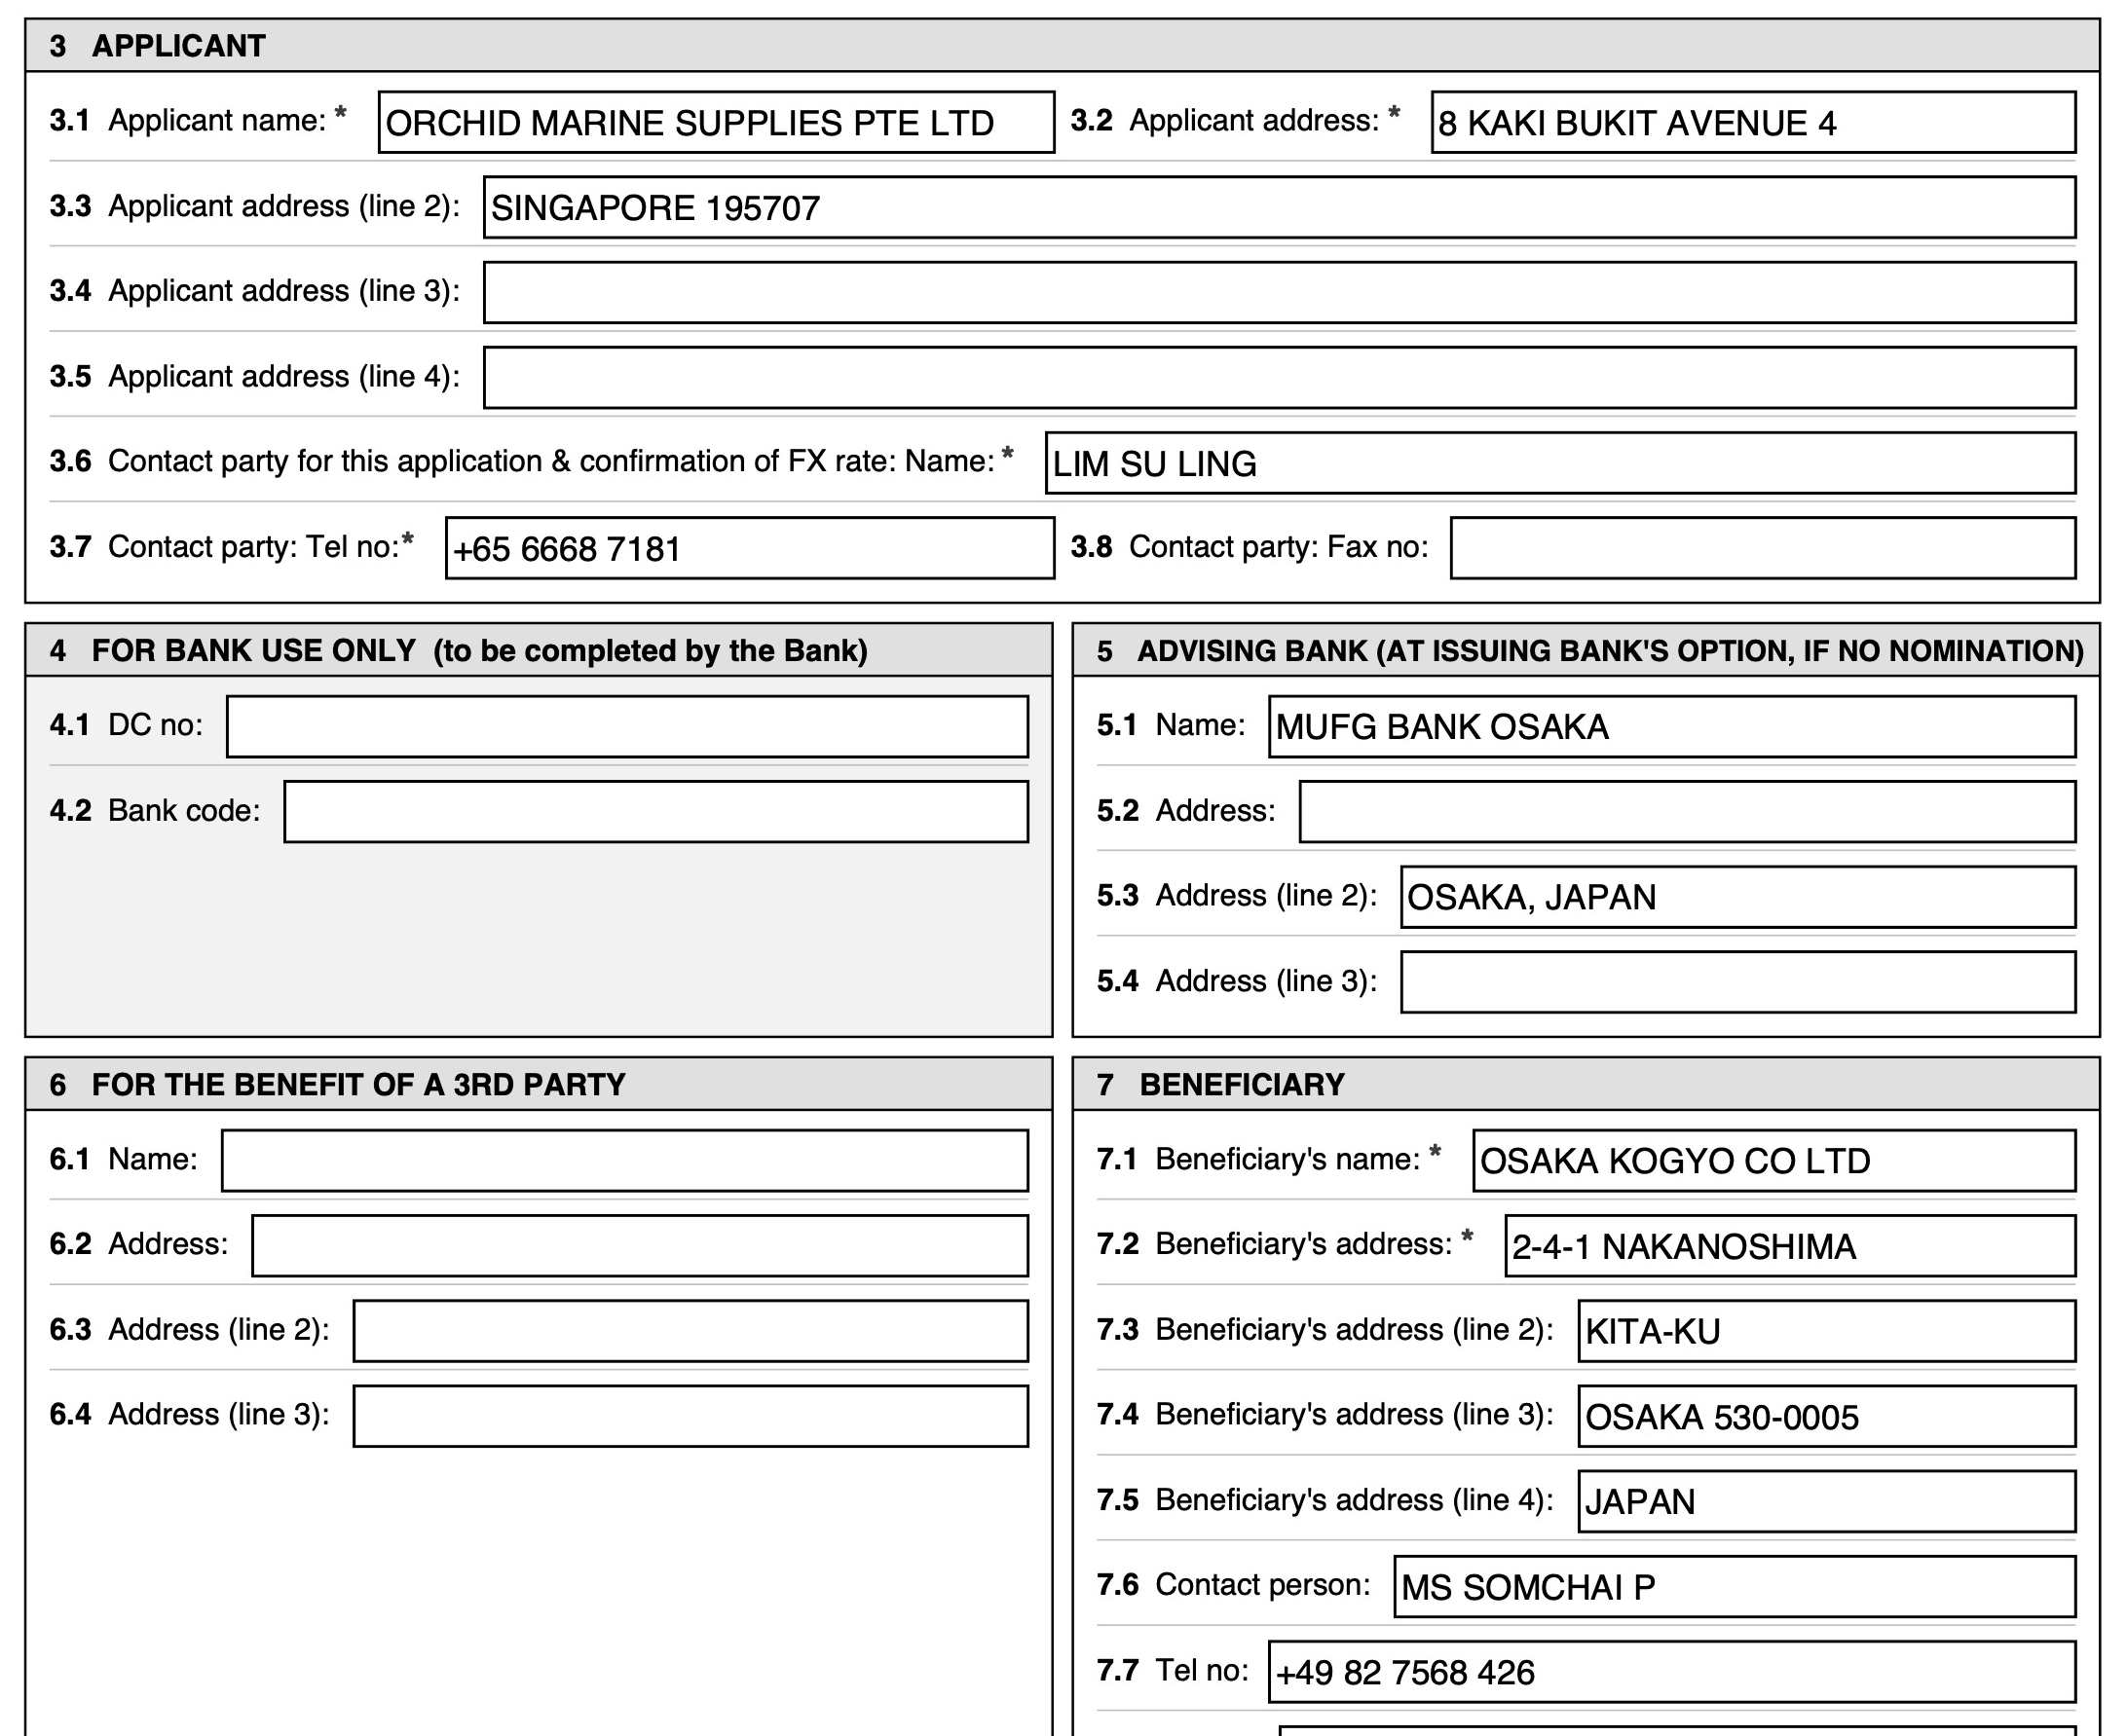 3 APPLICANT
3.1 Applicant name: * ORCHID MARINE SUPPLIES PTE LTD 3.2 Applicant address: * 8 KAKI BUKIT AVENUE 4
3.3 Applicant address (line 2): SINGAPORE 195707
3.4 Applicant address (line 3):
3.5 Applicant address (line 4):
3.6 Contact party for this application & confirmation of FX rate: Name: * LIM SU LING
3.7 Contact party: Tel no:* +65 6668 7181 3.8 Contact party: Fax no:
4 FOR BANK USE ONLY (to be completed by the Bank)
4.1 DC no:
4.2 Bank code:
5 ADVISING BANK (AT ISSUING BANK'S OPTION, IF NO NOMINATION)
5.1 Name: MUFG BANK OSAKA
5.2 Address:
5.3 Address (line 2): OSAKA, JAPAN
5.4 Address (line 3):
6 FOR THE BENEFIT OF A 3RD PARTY
6.1 Name:
6.2 Address:
6.3 Address (line 2):
6.4 Address (line 3):
7 BENEFICIARY
7.1 Beneficiary's name: * OSAKA KOGYO CO LTD
7.2 Beneficiary's address: * 2-4-1 NAKANOSHIMA
7.3 Beneficiary's address (line 2): KITA-KU
7.4 Beneficiary's address (line 3): OSAKA 530-0005
7.5 Beneficiary's address (line 4): JAPAN
7.6 Contact person: MS SOMCHAI P
7.7 Tel no: +49 82 7568 426